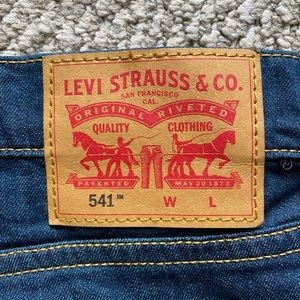 LEVI STRAUSS & CO.
SAN FRANCISCO
CAL.
ORIGINAL RIVETED
QUALITY CLOTHING
PATENTED MAY 20 1873
541™ W L